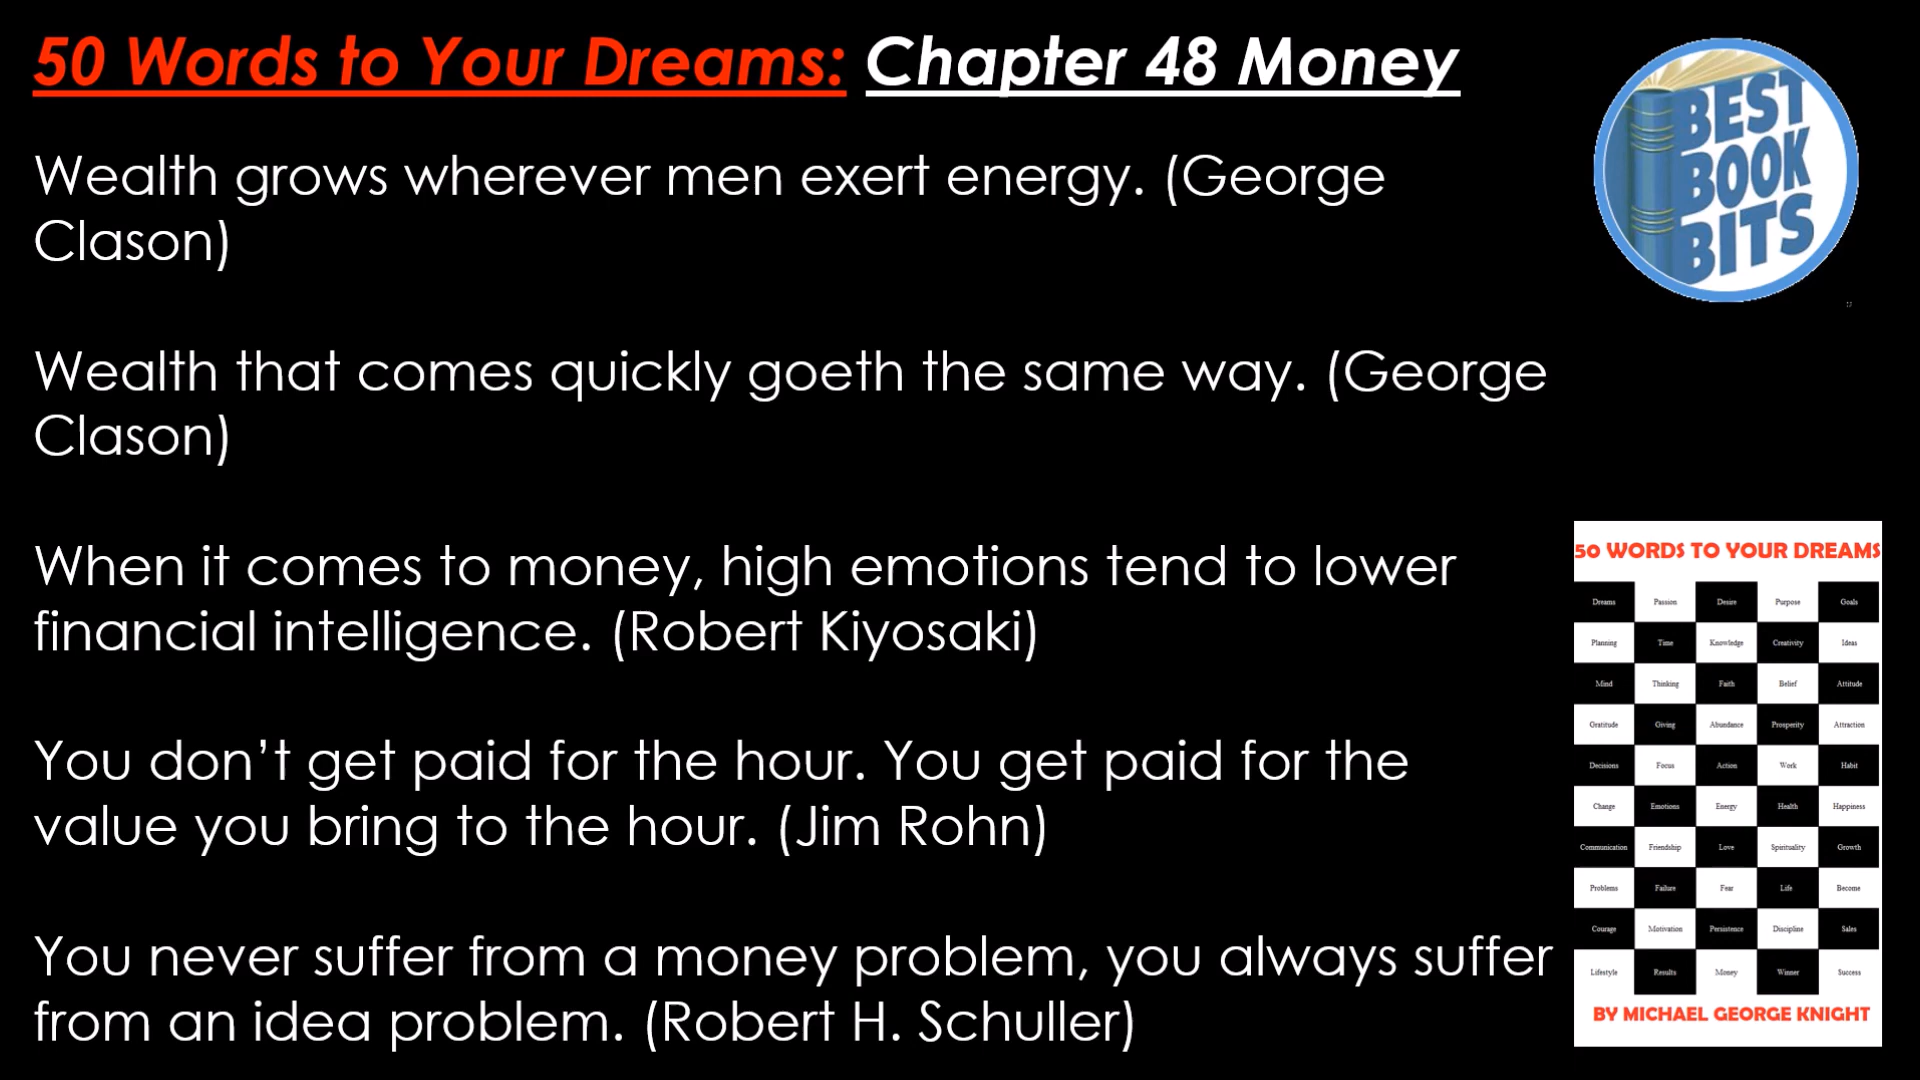 50 Words to Your Dreams: Chapter 48 Money
Wealth grows wherever men exert energy. (George
Clason)
Wealth that comes quickly goeth the same way. (George
Clason)
When it comes to money, high emotions tend to lower
financial intelligence. (Robert Kiyosaki)
You don’t get paid for the hour. You get paid for the
value you bring to the hour. (Jim Rohn)
You never suffer from a money problem, you always suffer
from an idea problem. (Robert H. Schuller)
BEST
BOOK
BITS
50 WORDS TO YOUR DREAMS
Dreams Passion Desire Purpose Goals
Planning Time Knowledge Creativity Ideas
Mind Thinking Faith Belief Attitude
Gratitude Giving Abundance Prosperity Attraction
Decisions Focus Action Work Habit
Change Emotions Energy Health Happiness
Communication Friendship Love Spirituality Growth
Problems Failure Fear Life Become
Courage Motivation Persistence Discipline Sales
Lifestyle Results Money Winner Success
BY MICHAEL GEORGE KNIGHT